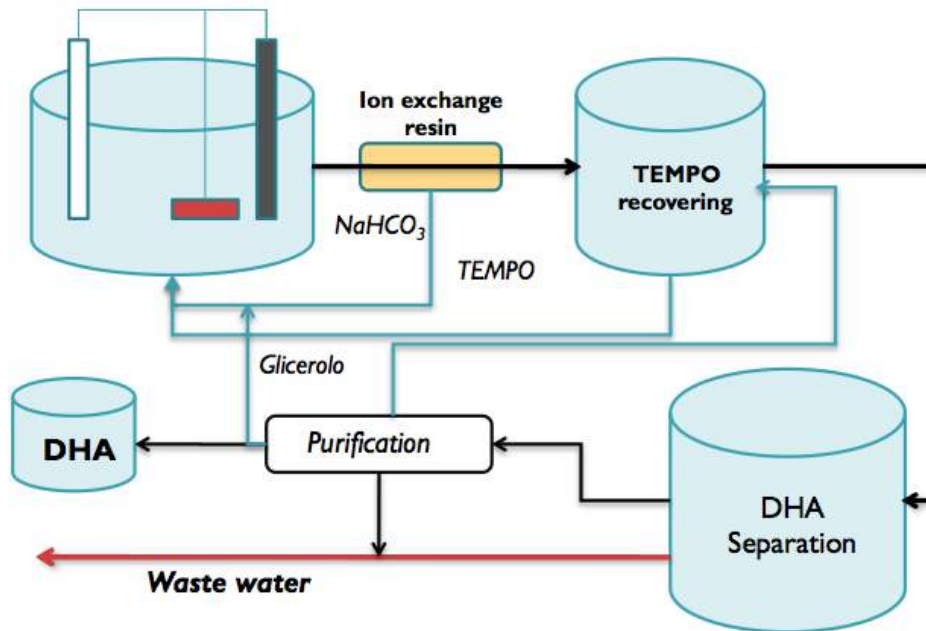 Ion exchange
resin
TEMPO
recovering
NaHCO₃
TEMPO
Glicerolo
DHA
Purification
DHA
Separation
Waste water